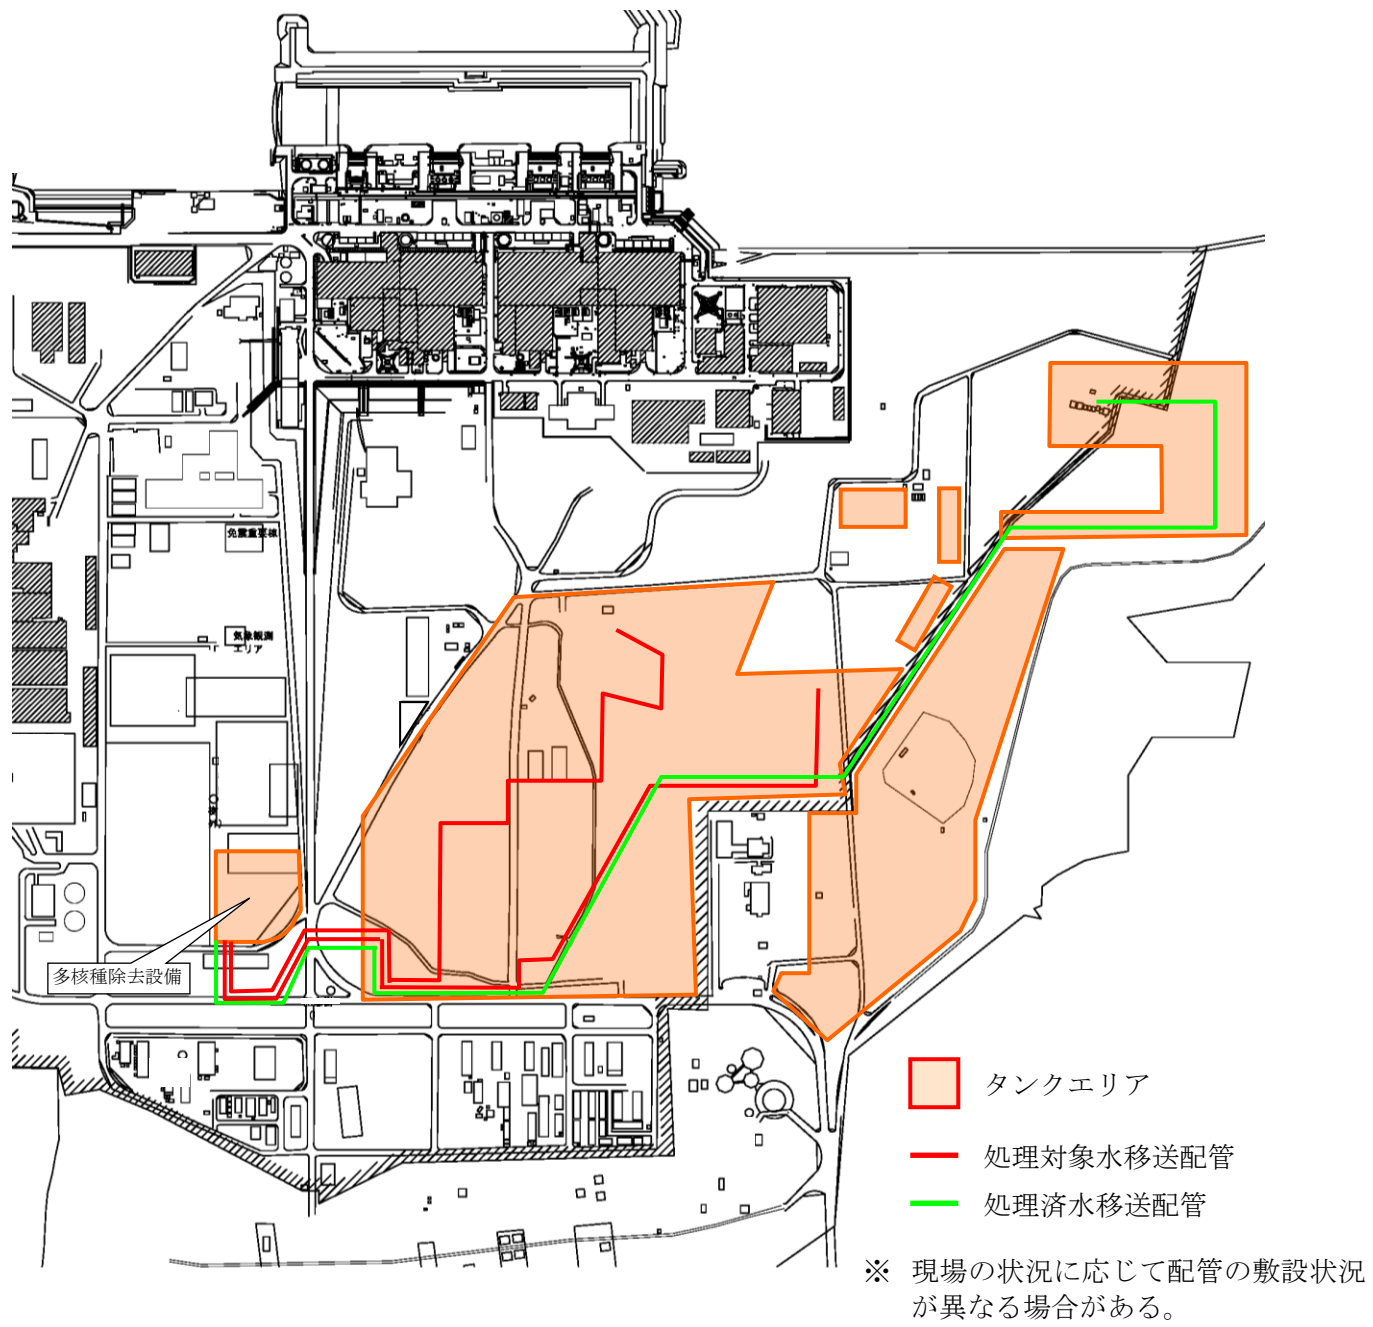 免震重要棟
気象観測
エリア
多核種除去設備
タンクエリア
処理対象水移送配管
処理済水移送配管
※ 現場の状況に応じて配管の敷設状況
が異なる場合がある。